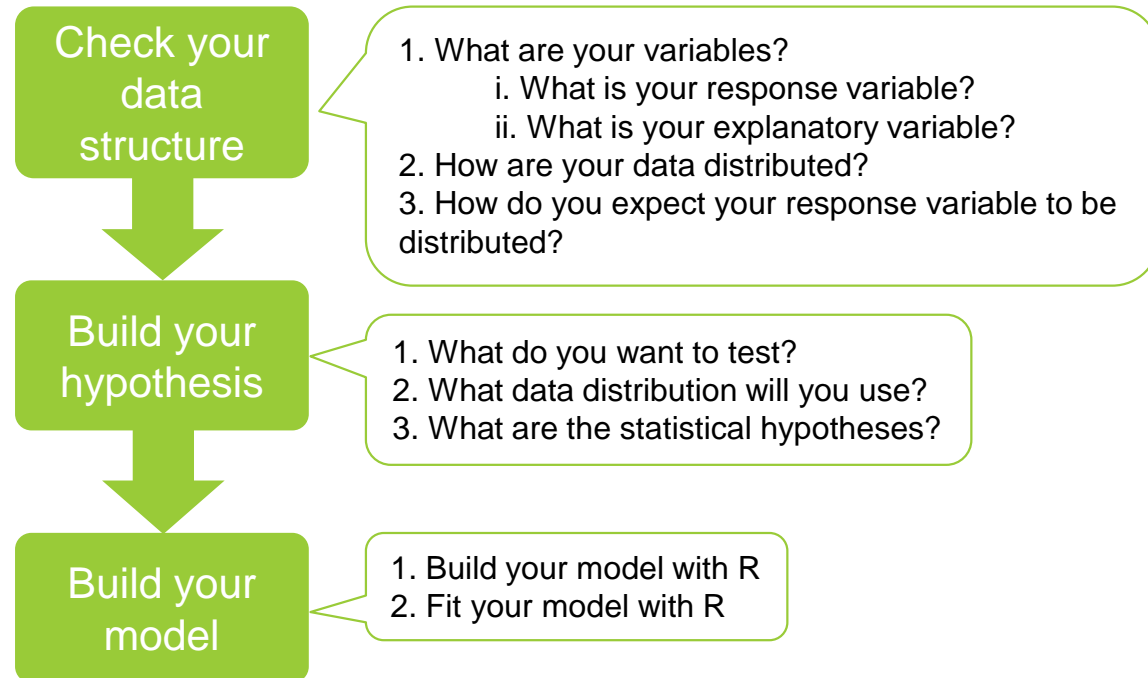 Check your
data
structure
1. What are your variables?
i. What is your response variable?
ii. What is your explanatory variable?
2. How are your data distributed?
3. How do you expect your response variable to be
distributed?
Build your
hypothesis
1. What do you want to test?
2. What data distribution will you use?
3. What are the statistical hypotheses?
Build your
model
1. Build your model with R
2. Fit your model with R